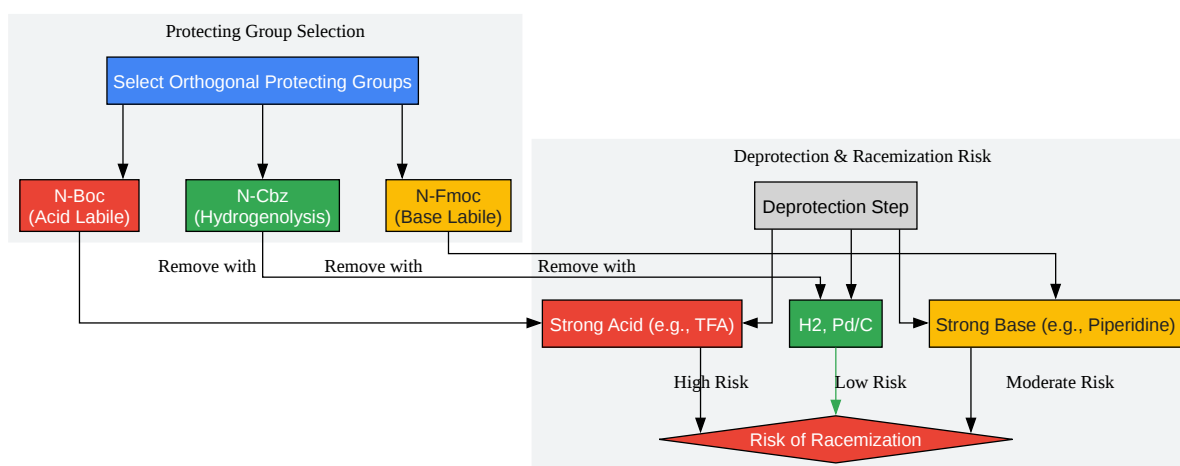 Protecting Group Selection
Select Orthogonal Protecting Groups
N-Boc
(Acid Labile)
N-Cbz
(Hydrogenolysis)
N-Fmoc
(Base Labile)
Deprotection & Racemization Risk
Deprotection Step
Remove with
Remove with
Remove with
Strong Acid (e.g., TFA)
H2, Pd/C
Strong Base (e.g., Piperidine)
High Risk
Low Risk
Moderate Risk
Risk of Racemization